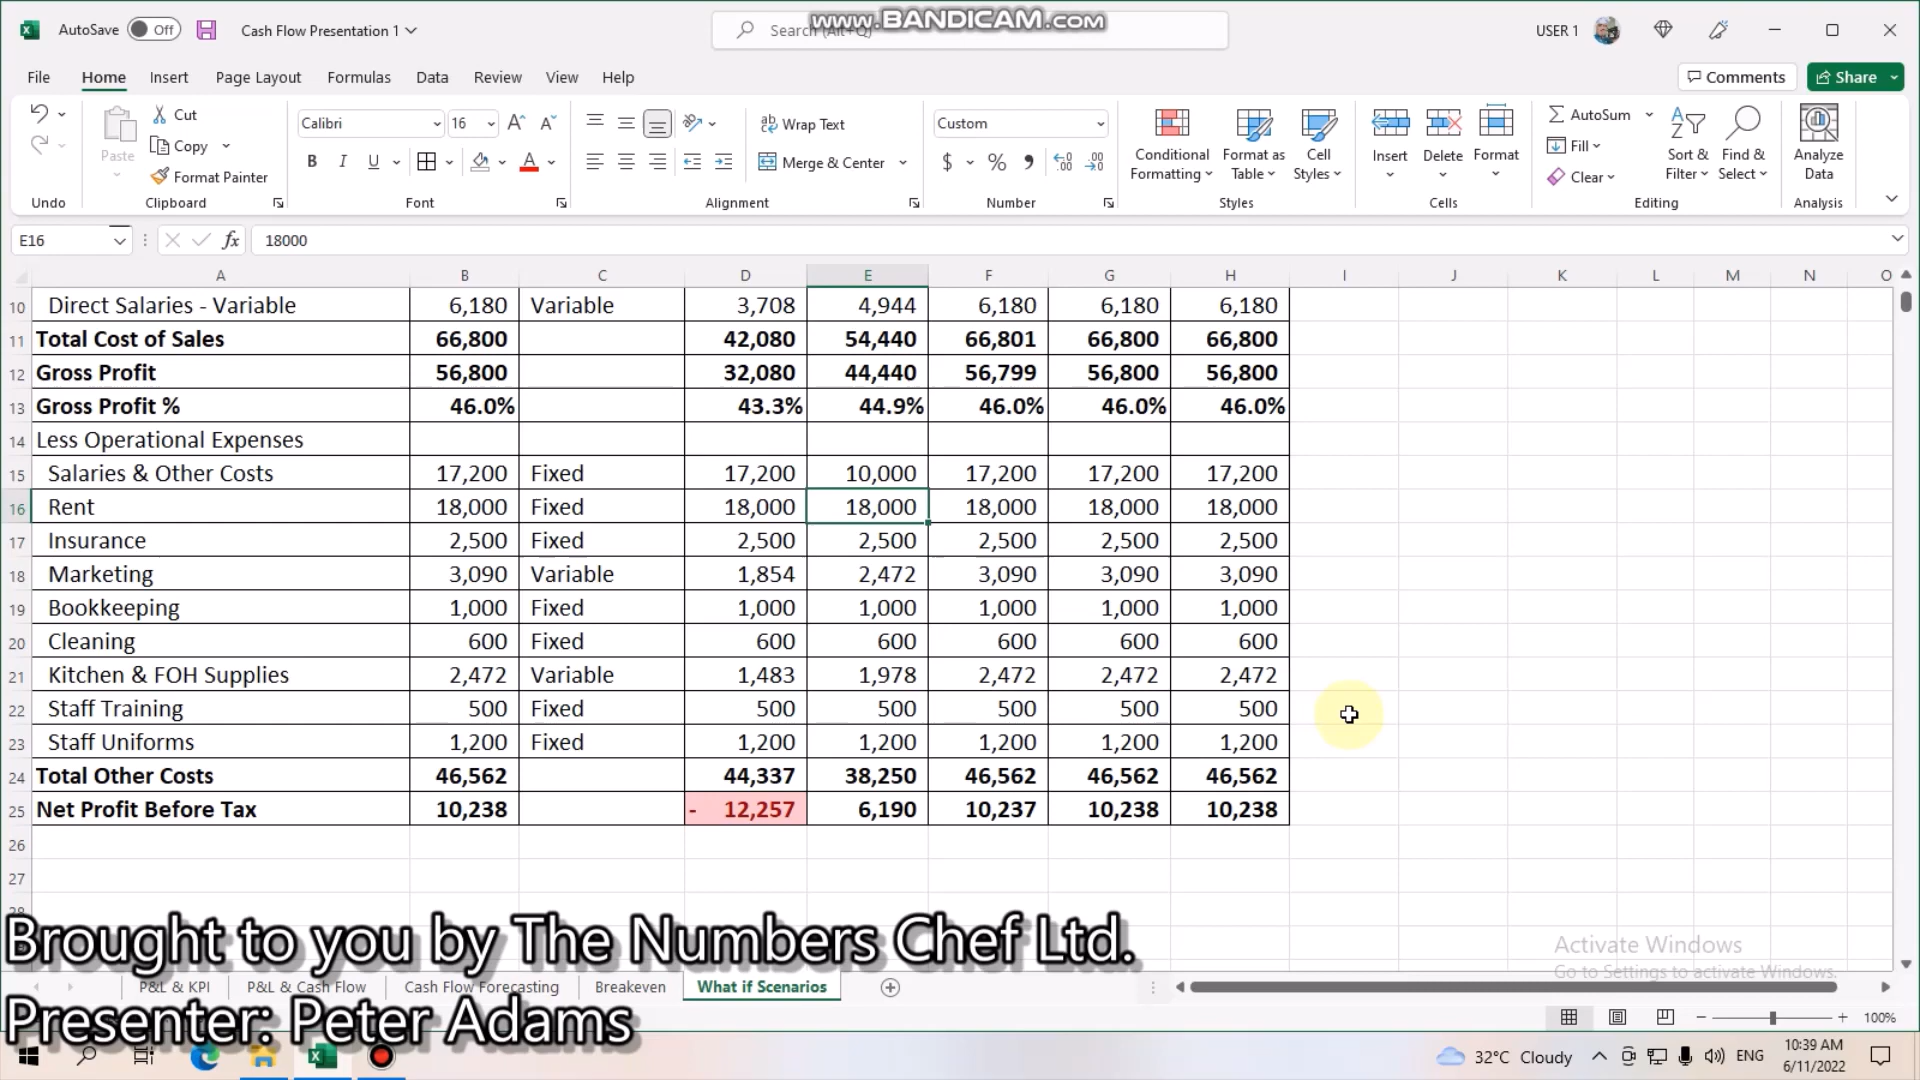 www.BANDICAM.com
AutoSave Off Cash Flow Presentation 1 USER 1
File Home Insert Page Layout Formulas Data Review View Help Comments Share
Cut
Copy
Format Painter
Paste
Calibri 16
B I U
Wrap Text
Merge & Center
Custom
$ %
Conditional Formatting
Format as Table
Cell Styles
Insert Delete Format
AutoSum
Fill
Clear
Sort & Filter
Find & Select
Analyze Data
Undo Clipboard Font Alignment Number Styles Cells Editing Analysis
E16 fx 18000
A B C D E F G H I J K L M N O
10 Direct Salaries - Variable 6,180 Variable 3,708 4,944 6,180 6,180 6,180
11 Total Cost of Sales 66,800 42,080 54,440 66,801 66,800 66,800
12 Gross Profit 56,800 32,080 44,440 56,799 56,800 56,800
13 Gross Profit % 46.0% 43.3% 44.9% 46.0% 46.0% 46.0%
14 Less Operational Expenses
15 Salaries & Other Costs 17,200 Fixed 17,200 10,000 17,200 17,200 17,200
16 Rent 18,000 Fixed 18,000 18,000 18,000 18,000 18,000
17 Insurance 2,500 Fixed 2,500 2,500 2,500 2,500 2,500
18 Marketing 3,090 Variable 1,854 2,472 3,090 3,090 3,090
19 Bookkeeping 1,000 Fixed 1,000 1,000 1,000 1,000 1,000
20 Cleaning 600 Fixed 600 600 600 600 600
21 Kitchen & FOH Supplies 2,472 Variable 1,483 1,978 2,472 2,472 2,472
22 Staff Training 500 Fixed 500 500 500 500 500
23 Staff Uniforms 1,200 Fixed 1,200 1,200 1,200 1,200 1,200
24 Total Other Costs 46,562 44,337 38,250 46,562 46,562 46,562
25 Net Profit Before Tax 10,238 - 12,257 6,190 10,237 10,238 10,238
26
27
Brought to you by The Numbers Chef Ltd.
Activate Windows
Go to Settings to activate Windows.
P&L & KPI P&L & Cash Flow Cash Flow Forecasting Breakeven What if Scenarios
Presenter: Peter Adams
100%
32°C Cloudy ENG 10:39 AM
6/11/2022